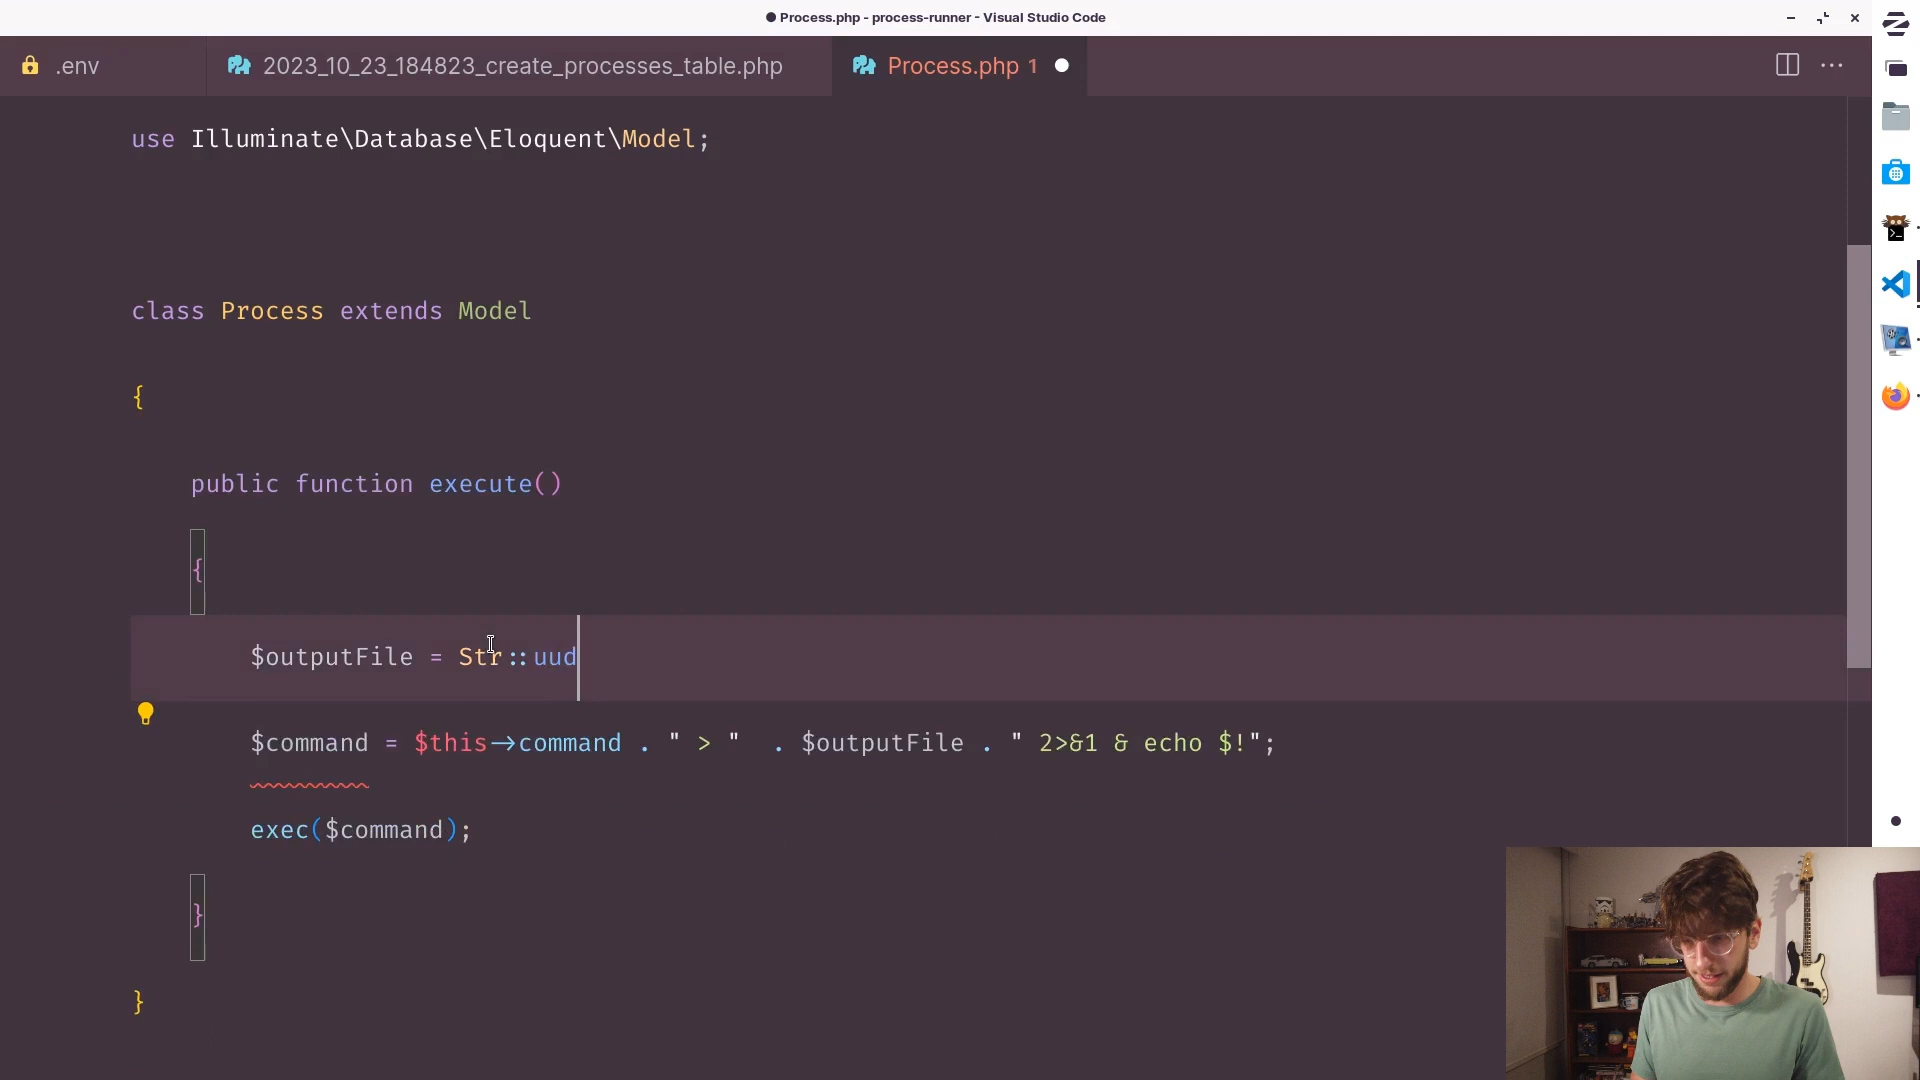 ● Process.php - process-runner - Visual Studio Code
.env
2023_10_23_184823_create_processes_table.php
Process.php 1
use Illuminate\Database\Eloquent\Model;
class Process extends Model
{
public function execute()
{
$outputFile = Str::uud
$command = $this->command . " > "  . $outputFile . " 2>&1 & echo $!";
exec($command);
}
}